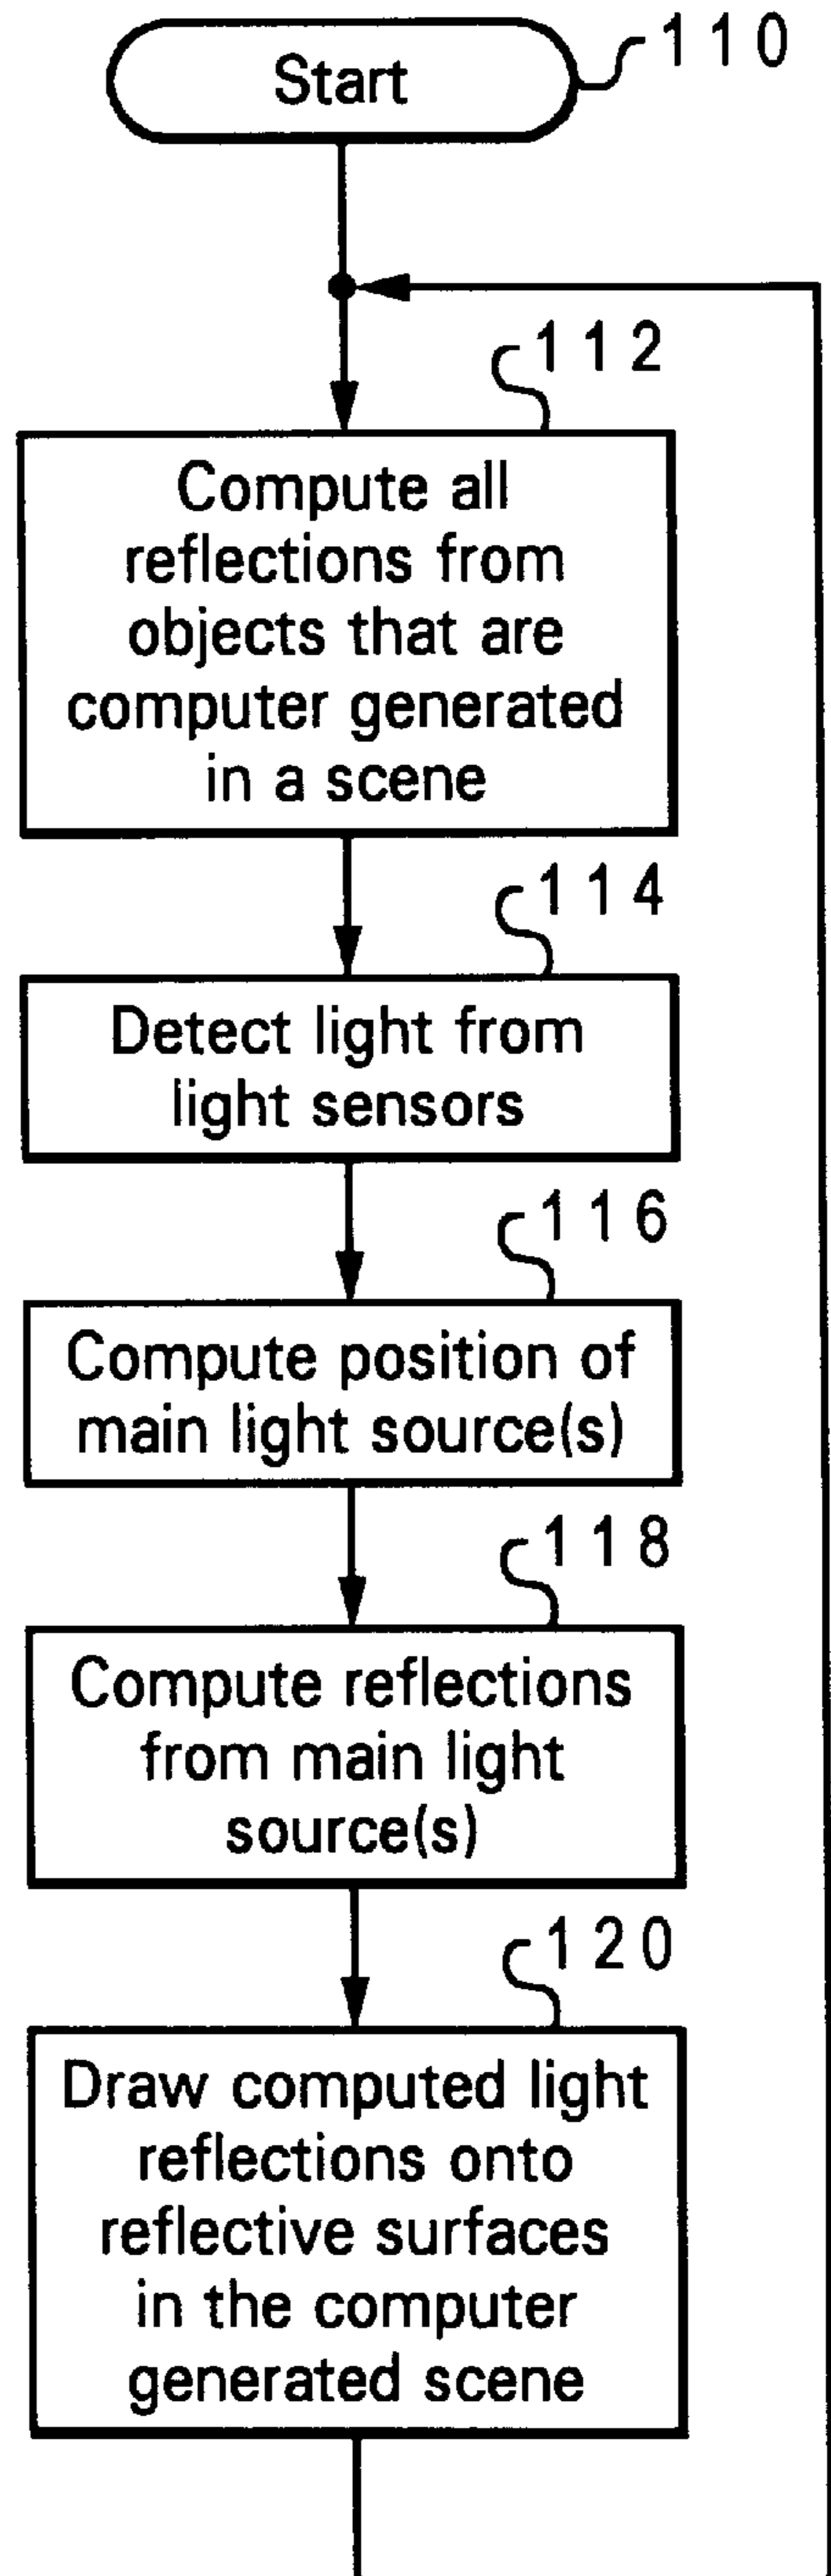 Start
110
112
Compute all
reflections from
objects that are
computer generated
in a scene
114
Detect light from
light sensors
116
Compute position of
main light source(s)
118
Compute reflections
from main light
source(s)
120
Draw computed light
reflections onto
reflective surfaces
in the computer
generated scene